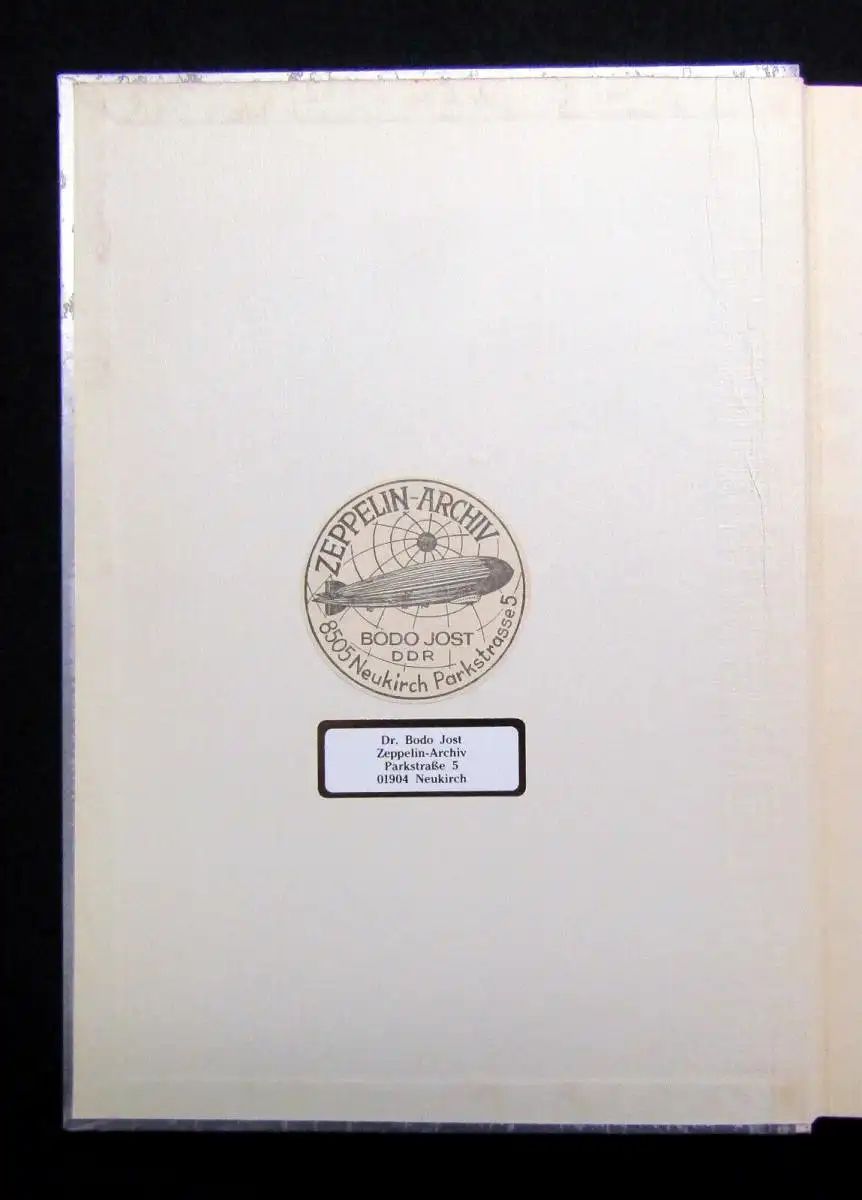 ZEPPELIN-ARCHIV
BODO JOST
DDR
8505 Neukirch Parkstrasse 5
Dr. Bodo Jost
Zeppelin-Archiv
Parkstraße 5
01904 Neukirch